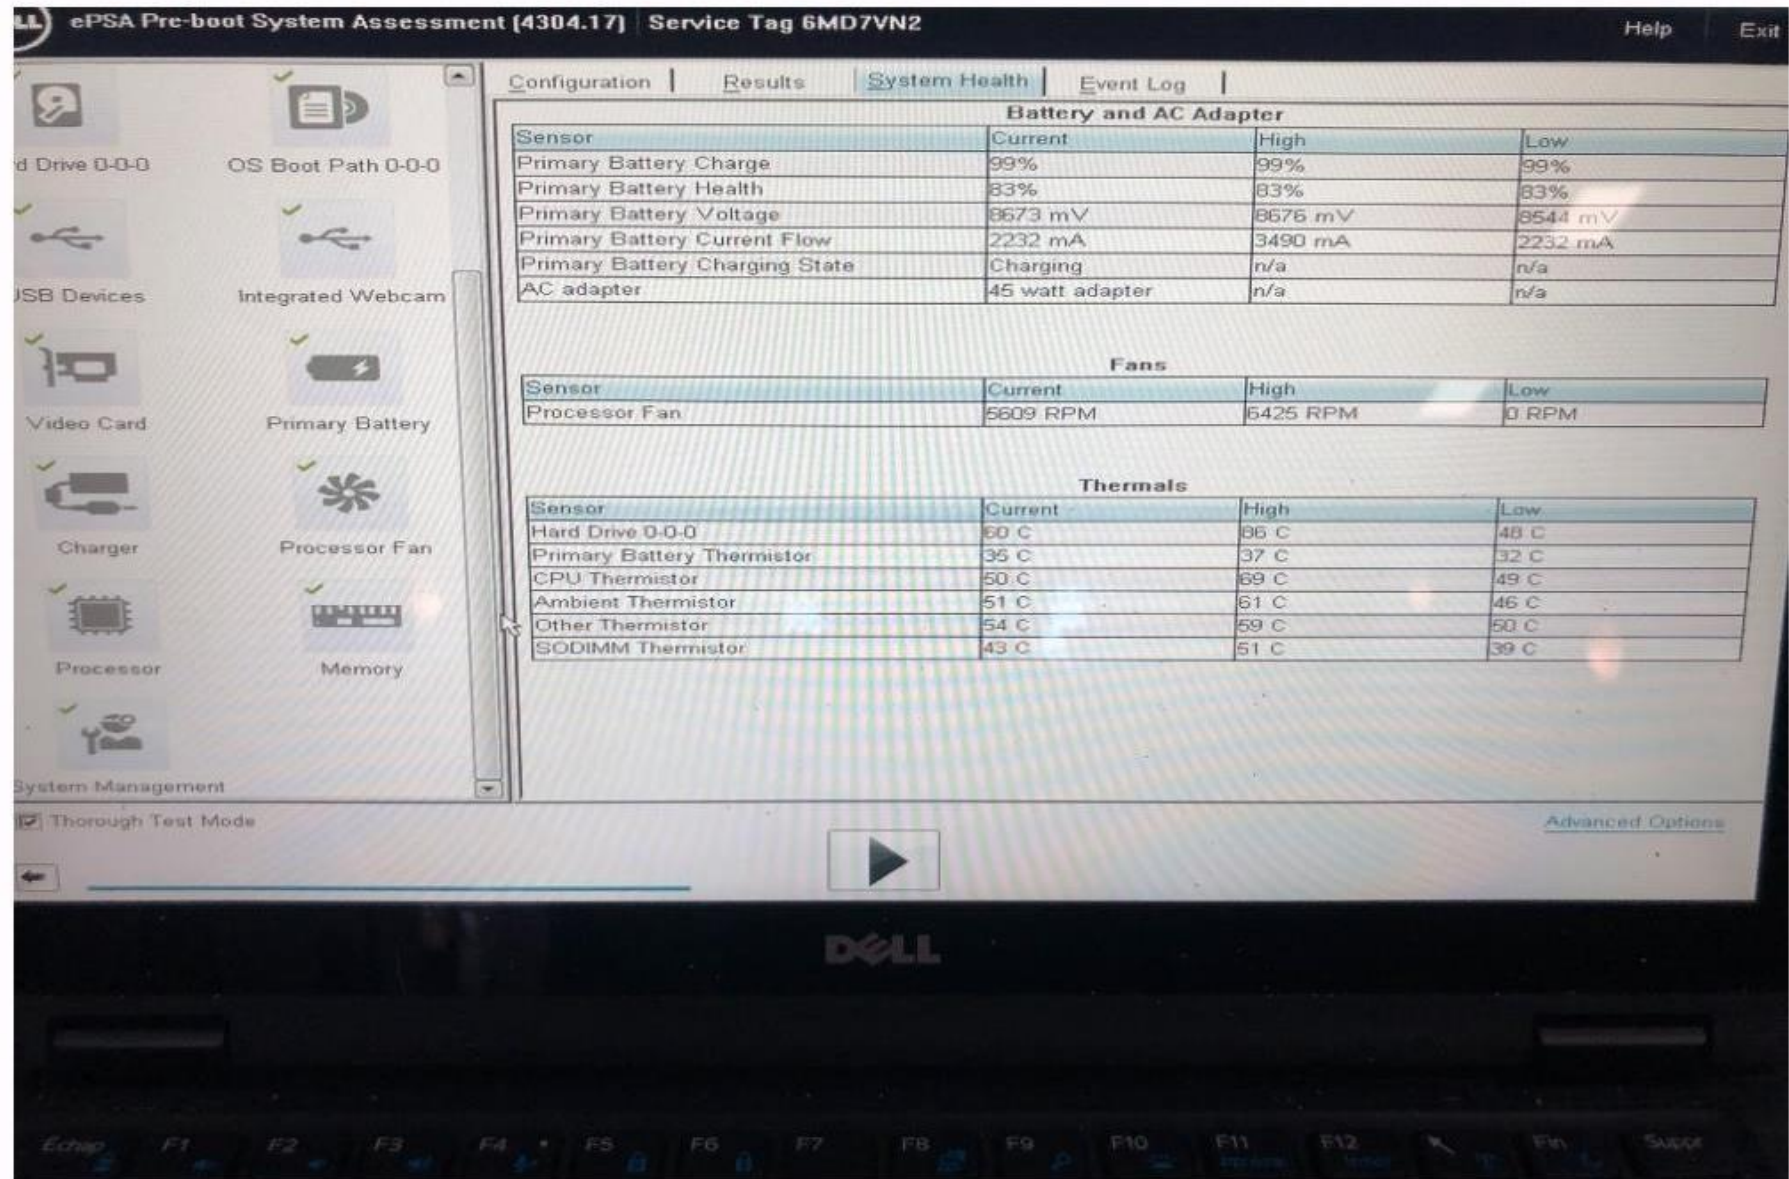 ePSA Pre-boot System Assessment (4304.17) Service Tag 6MD7VN2
Help Exit
d Drive 0-0-0 OS Boot Path 0-0-0
USB Devices Integrated Webcam
Video Card Primary Battery
Charger Processor Fan
Processor Memory
System Management
Configuration Results System Health Event Log
Battery and AC Adapter
Sensor Current High Low
Primary Battery Charge 99% 99% 99%
Primary Battery Health 83% 83% 83%
Primary Battery Voltage 8673 mV 8676 mV 8544 mV
Primary Battery Current Flow 2232 mA 3490 mA 2232 mA
Primary Battery Charging State Charging n/a n/a
AC adapter 45 watt adapter n/a n/a
Fans
Sensor Current High Low
Processor Fan 5609 RPM 6425 RPM 0 RPM
Thermals
Sensor Current High Low
Hard Drive 0-0-0 60 C 86 C 48 C
Primary Battery Thermistor 35 C 37 C 32 C
CPU Thermistor 50 C 69 C 49 C
Ambient Thermistor 51 C 61 C 46 C
Other Thermistor 54 C 59 C 50 C
SODIMM Thermistor 43 C 51 C 39 C
Thorough Test Mode
Advanced Options
DELL
Echap F1 F2 F3 F4 F5 F6 F7 F8 F9 F10 F11 F12 Fin Suppr